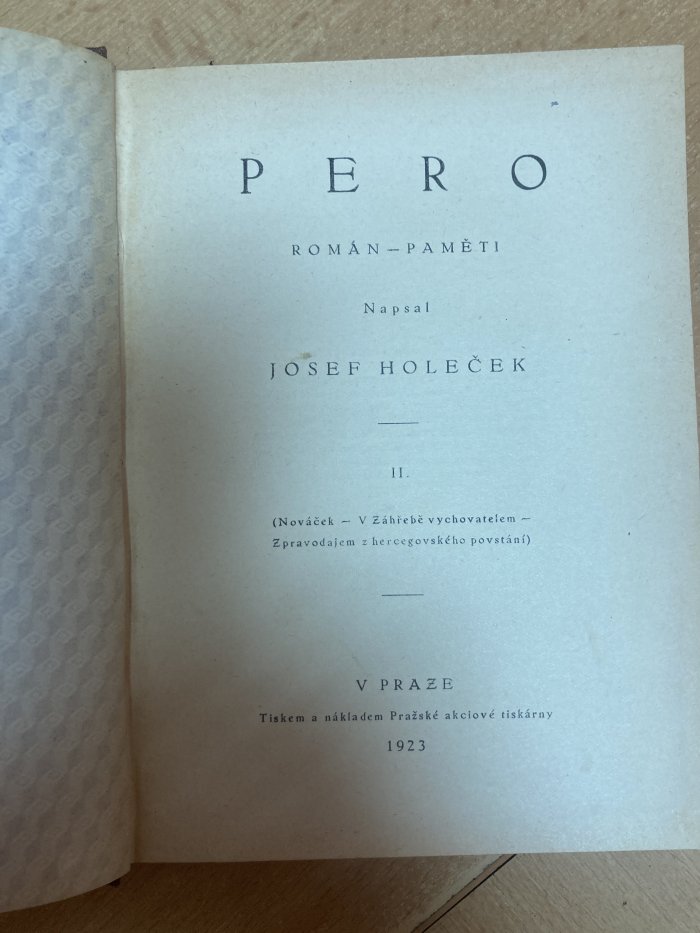 PERO
ROMÁN — PAMĚTI
Napsal
JOSEF HOLEČEK
II.
(Nováček — V Záhřebě vychovatelem —
Zpravodajem z hercegovského povstání)
V PRAZE
Tiskem a nákladem Pražské akciové tiskárny
1923